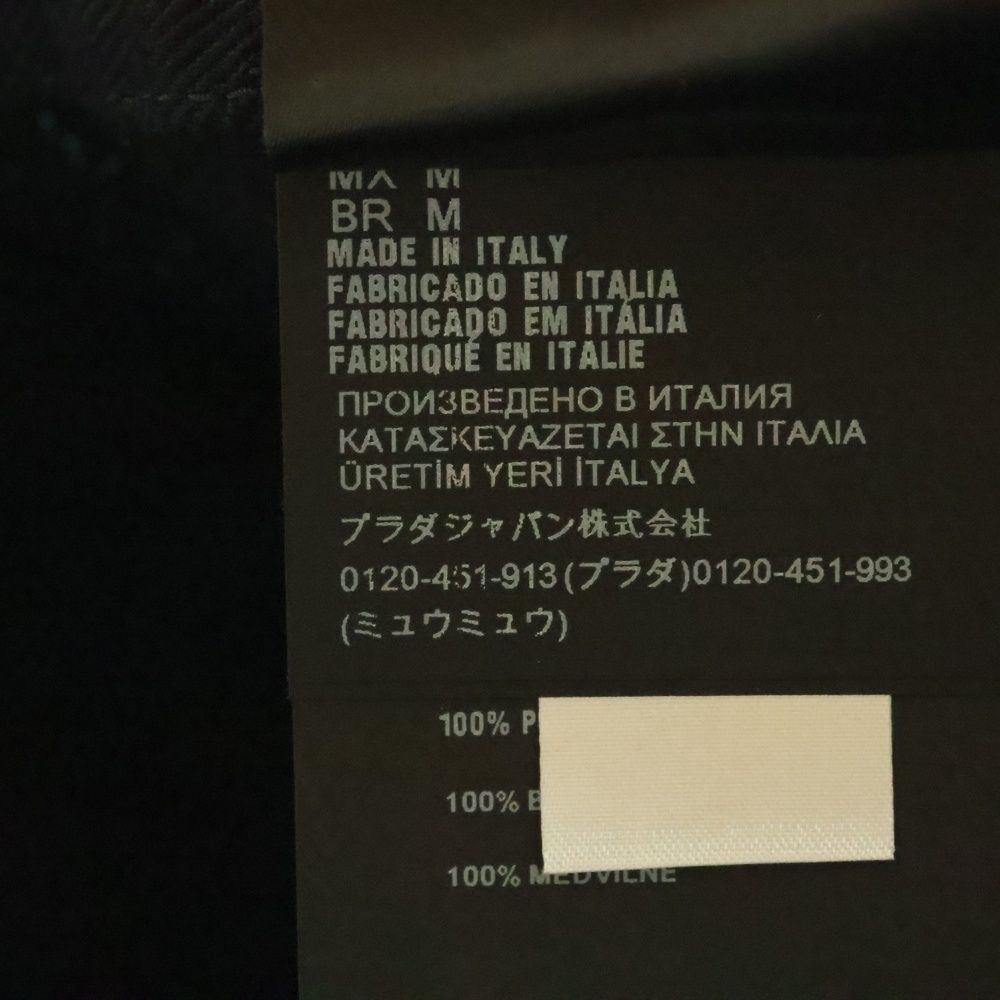 MX M
BR M
MADE IN ITALY
FABRICADO EN ITALIA
FABRICADO EM ITÁLIA
FABRIQUÉ EN ITALIE
ПРОИЗВЕДЕНО В ИТАЛИЯ
ΚΑΤΑΣΚΕΥΑΖΕΤΑΙ ΣΤΗΝ ΙΤΑΛΙΑ
ÜRETİM YERİ İTALYA
プラダジャパン株式会社
0120-451-913(プラダ)0120-451-993
(ミュウミュウ)
100%
100%
100% MEDVILNĖ